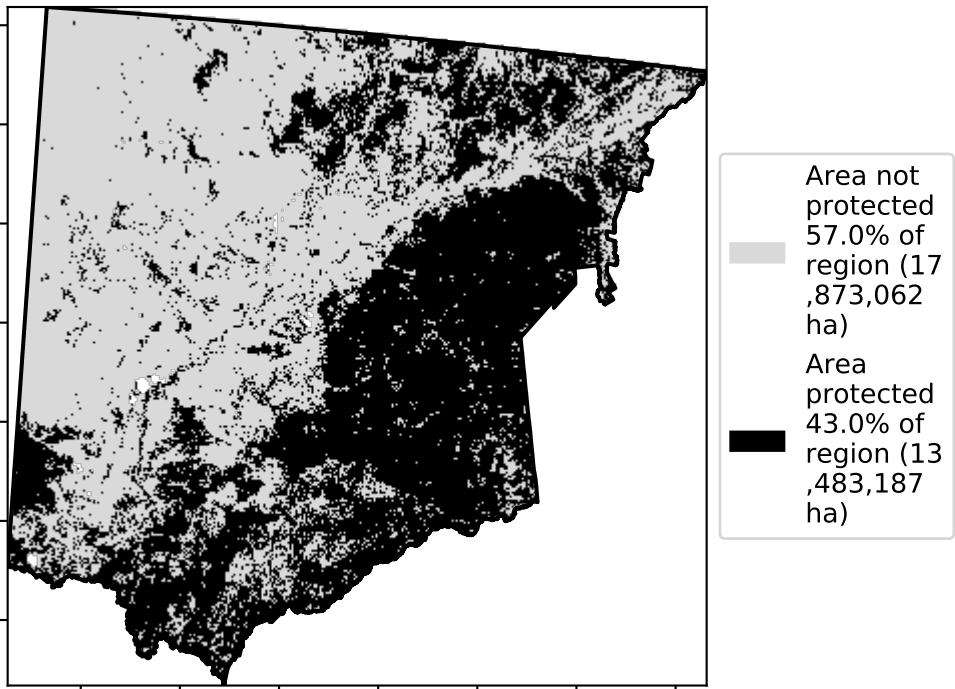 Area not
protected
57.0% of
region (17
,873,062
ha)
Area
protected
43.0% of
region (13
,483,187
ha)